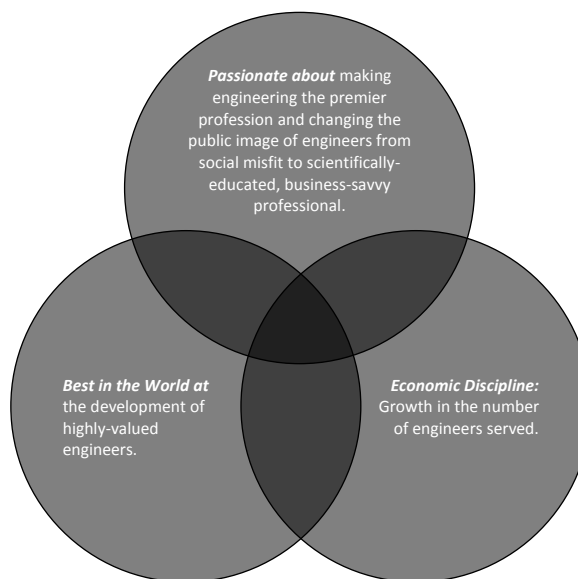 Passionate about making
engineering the premier
profession and changing the
public image of engineers from
social misfit to scientifically-
educated, business-savvy
professional.
Best in the World at
the development of
highly-valued
engineers.
Economic Discipline:
Growth in the number
of engineers served.